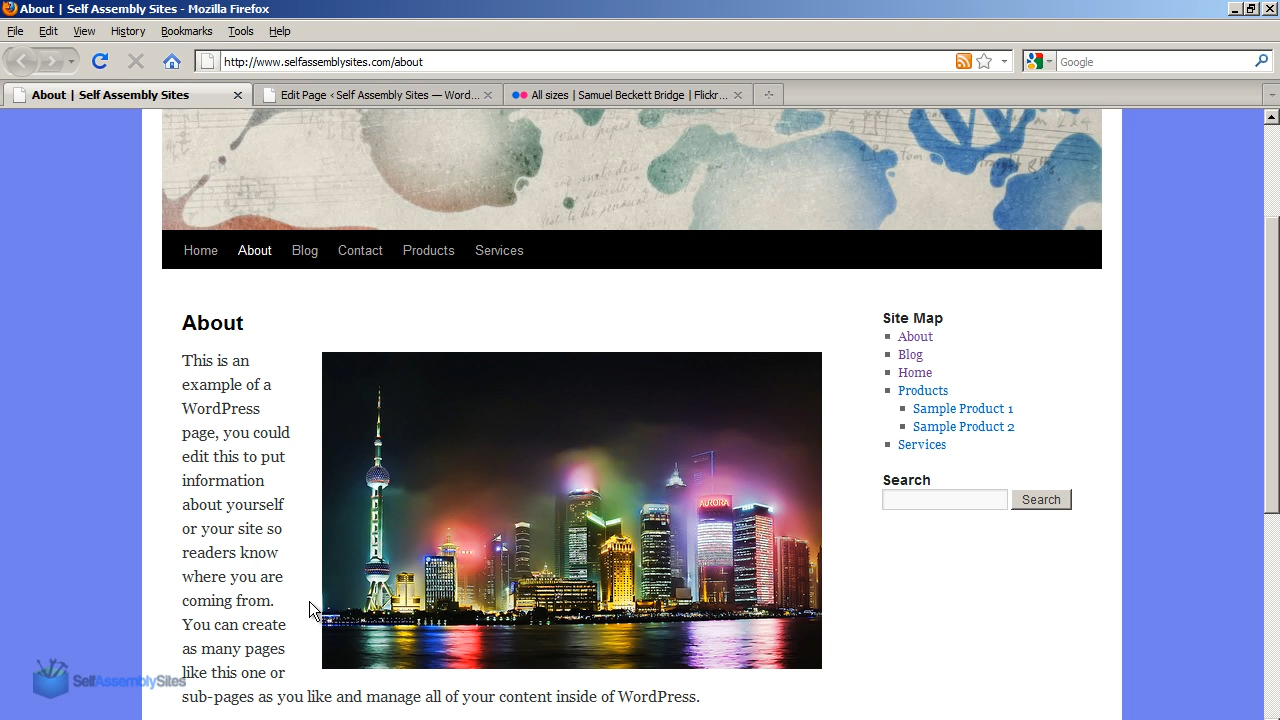 About | Self Assembly Sites - Mozilla Firefox
File Edit View History Bookmarks Tools Help
http://www.selfassemblysites.com/about
Google
About | Self Assembly Sites
Edit Page ‹ Self Assembly Sites — Word...
All sizes | Samuel Beckett Bridge | Flickr...
Home About Blog Contact Products Services
About
This is an
example of a
WordPress
page, you could
edit this to put
information
about yourself
or your site so
readers know
where you are
coming from.
You can create
as many pages
like this one or
sub-pages as you like and manage all of your content inside of WordPress.
AURORA
Site Map
About
Blog
Home
Products
Sample Product 1
Sample Product 2
Services
Search
Search
SelfAssemblySites